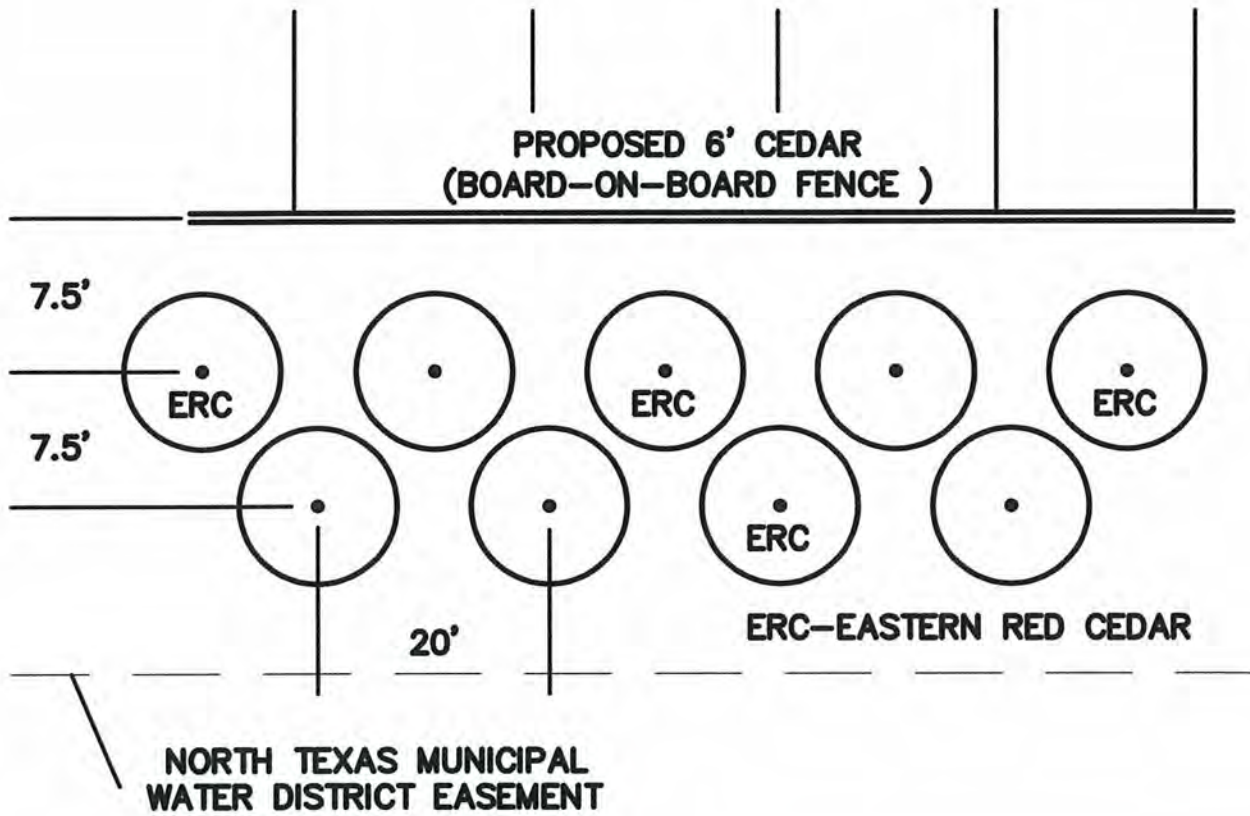 PROPOSED 6' CEDAR
(BOARD-ON-BOARD FENCE )
7.5'
ERC
ERC
ERC
7.5'
ERC
20'
ERC-EASTERN RED CEDAR
NORTH TEXAS MUNICIPAL
WATER DISTRICT EASEMENT